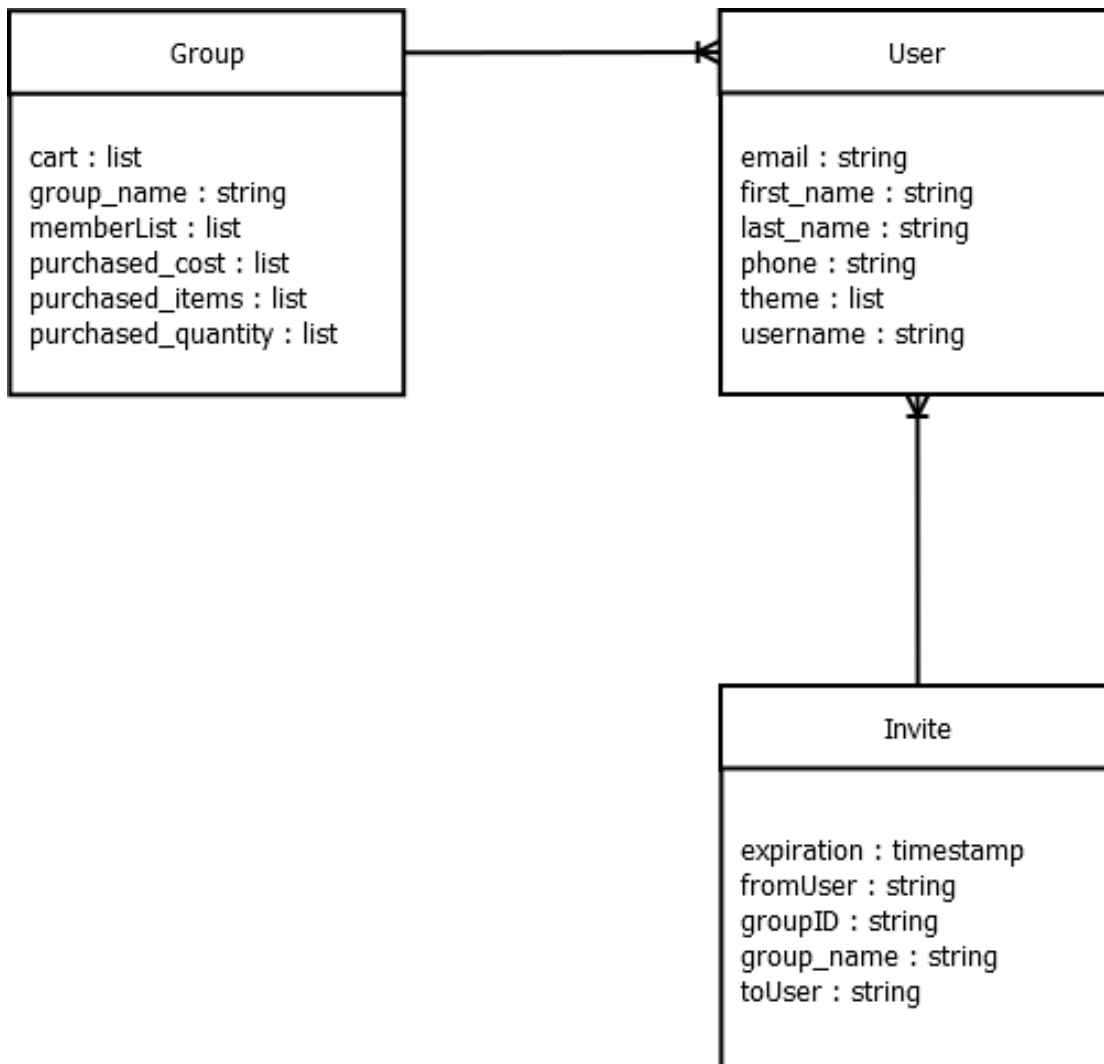 Group
cart : list
group_name : string
memberList : list
purchased_cost : list
purchased_items : list
purchased_quantity : list
User
email : string
first_name : string
last_name : string
phone : string
theme : list
username : string
Invite
expiration : timestamp
fromUser : string
groupID : string
group_name : string
toUser : string